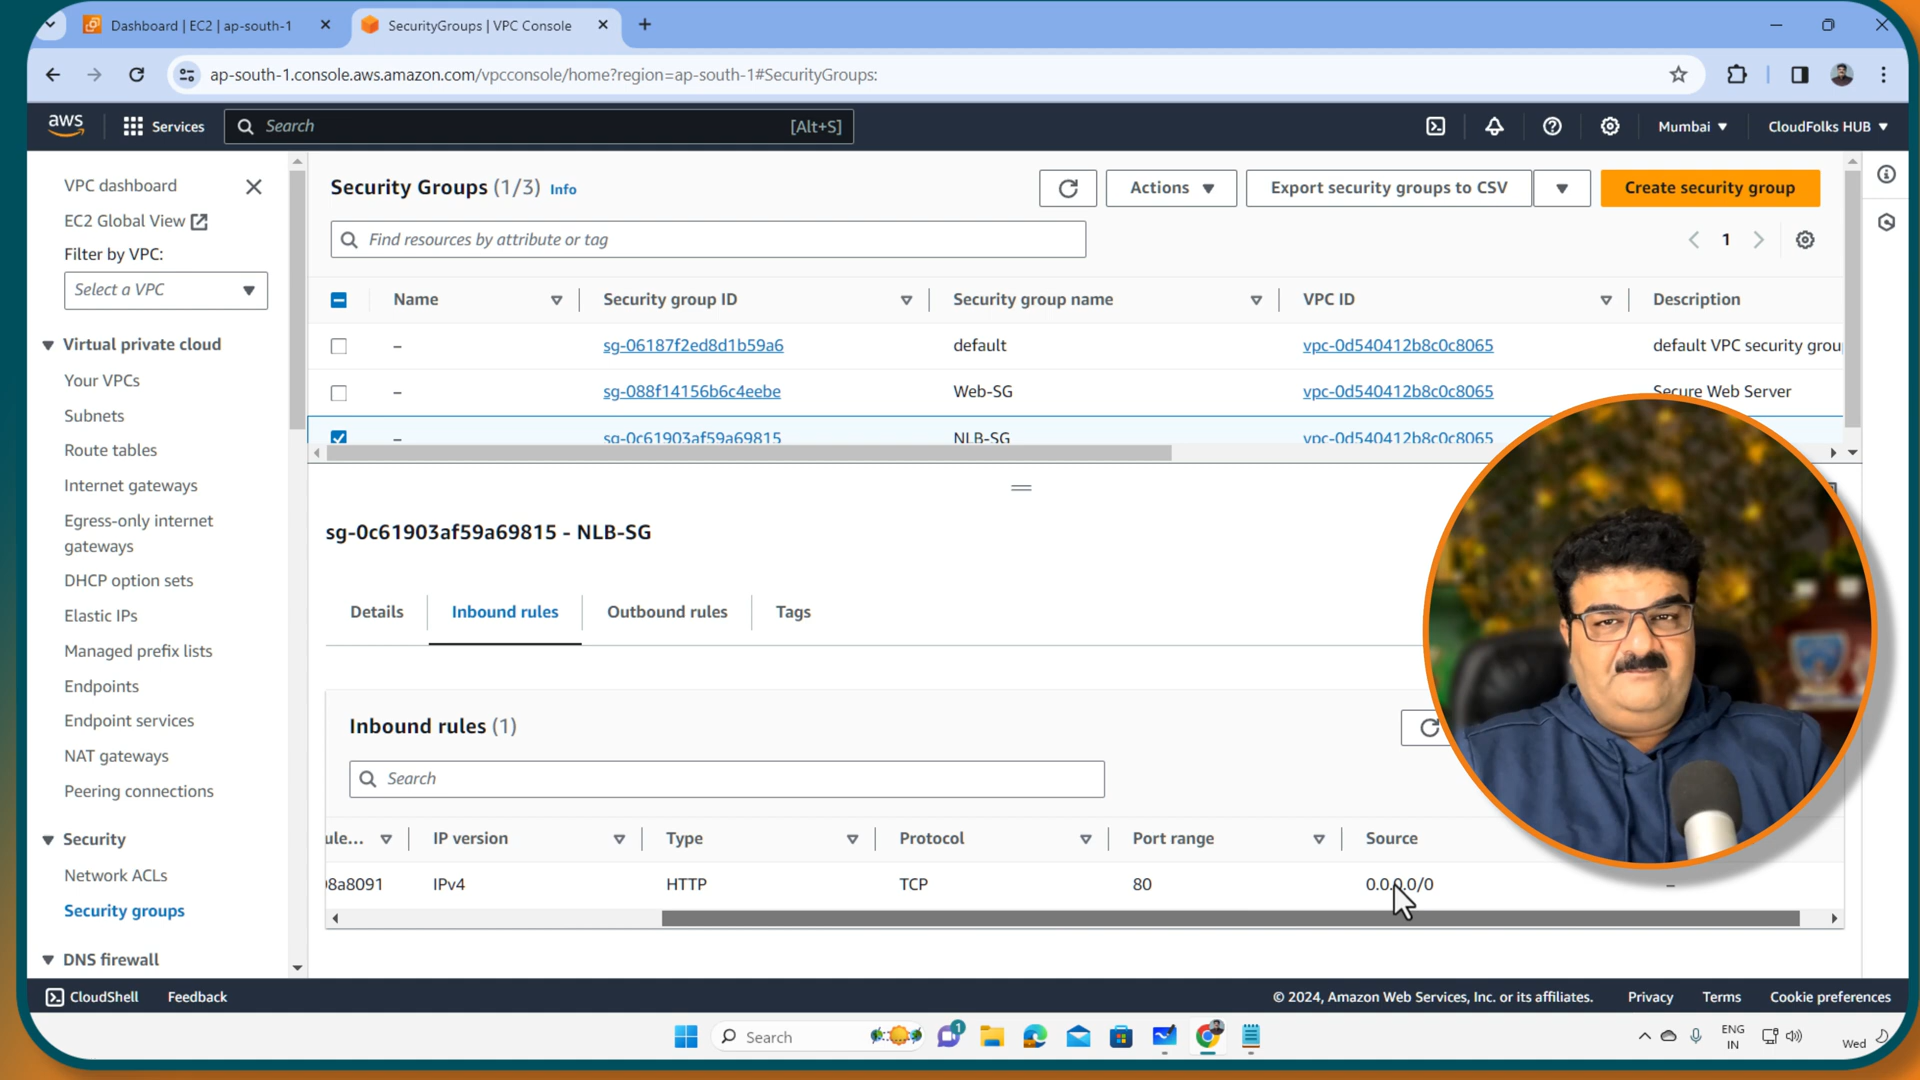 Dashboard | EC2 | ap-south-1
SecurityGroups | VPC Console
ap-south-1.console.aws.amazon.com/vpcconsole/home?region=ap-south-1#SecurityGroups:
aws
Services
Search
[Alt+S]
Mumbai
CloudFolks HUB
VPC dashboard
EC2 Global View
Filter by VPC:
Select a VPC
Virtual private cloud
Your VPCs
Subnets
Route tables
Internet gateways
Egress-only internet
gateways
DHCP option sets
Elastic IPs
Managed prefix lists
Endpoints
Endpoint services
NAT gateways
Peering connections
Security
Network ACLs
Security groups
DNS firewall
Security Groups (1/3) Info
Actions
Export security groups to CSV
Create security group
Find resources by attribute or tag
1
Name
Security group ID
Security group name
VPC ID
Description
– sg-06187f2ed8d1b59a6 default vpc-0d540412b8c0c8065 default VPC security grou
– sg-088f14156b6c4eebe Web-SG vpc-0d540412b8c0c8065 Secure Web Server
– sg-0c61903af59a69815 NLB-SG vpc-0d540412b8c0c8065
sg-0c61903af59a69815 - NLB-SG
Details
Inbound rules
Outbound rules
Tags
Inbound rules (1)
Search
ule...
IP version
Type
Protocol
Port range
Source
8a8091 IPv4 HTTP TCP 80 0.0.0.0/0 –
CloudShell
Feedback
© 2024, Amazon Web Services, Inc. or its affiliates.
Privacy
Terms
Cookie preferences
Search
1
ENG
IN
Wed